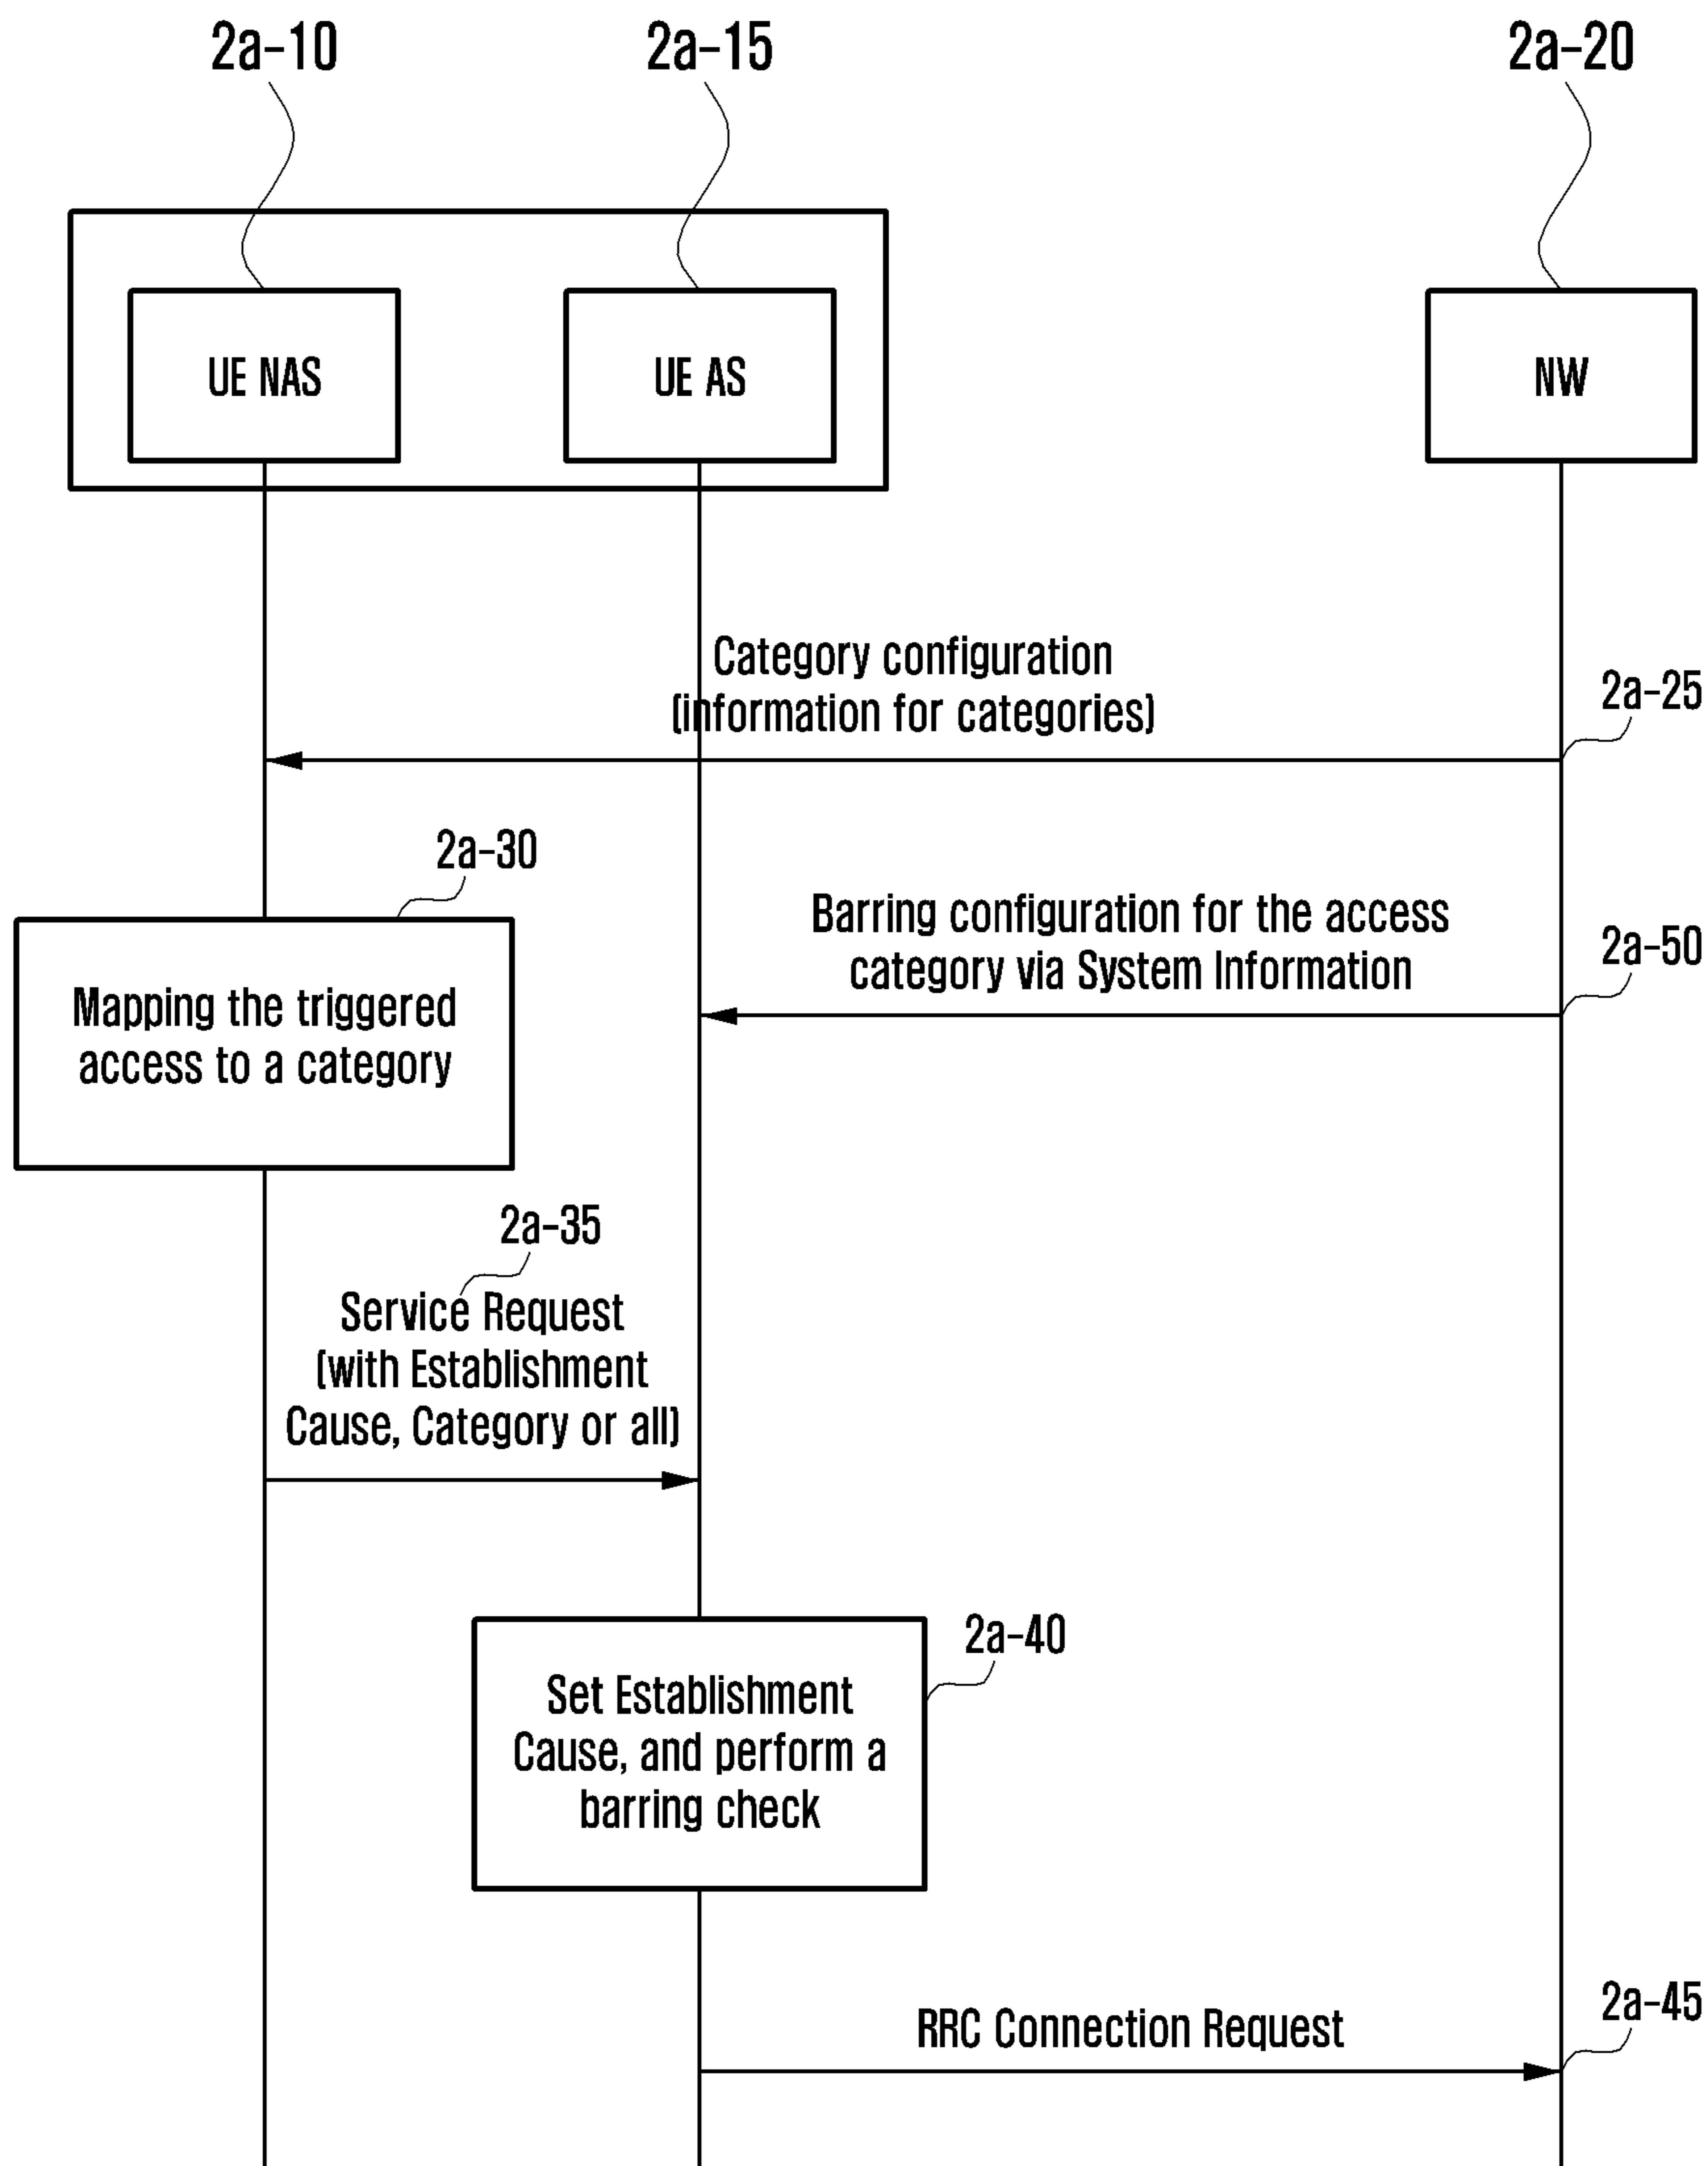 2a-10
2a-15
2a-20
UE NAS
UE AS
NW
Category configuration
(information for categories)
2a-25
2a-30
Mapping the triggered
access to a category
Barring configuration for the access
category via System Information
2a-50
2a-35
Service Request
(with Establishment
Cause, Category or all)
2a-40
Set Establishment
Cause, and perform a
barring check
RRC Connection Request
2a-45